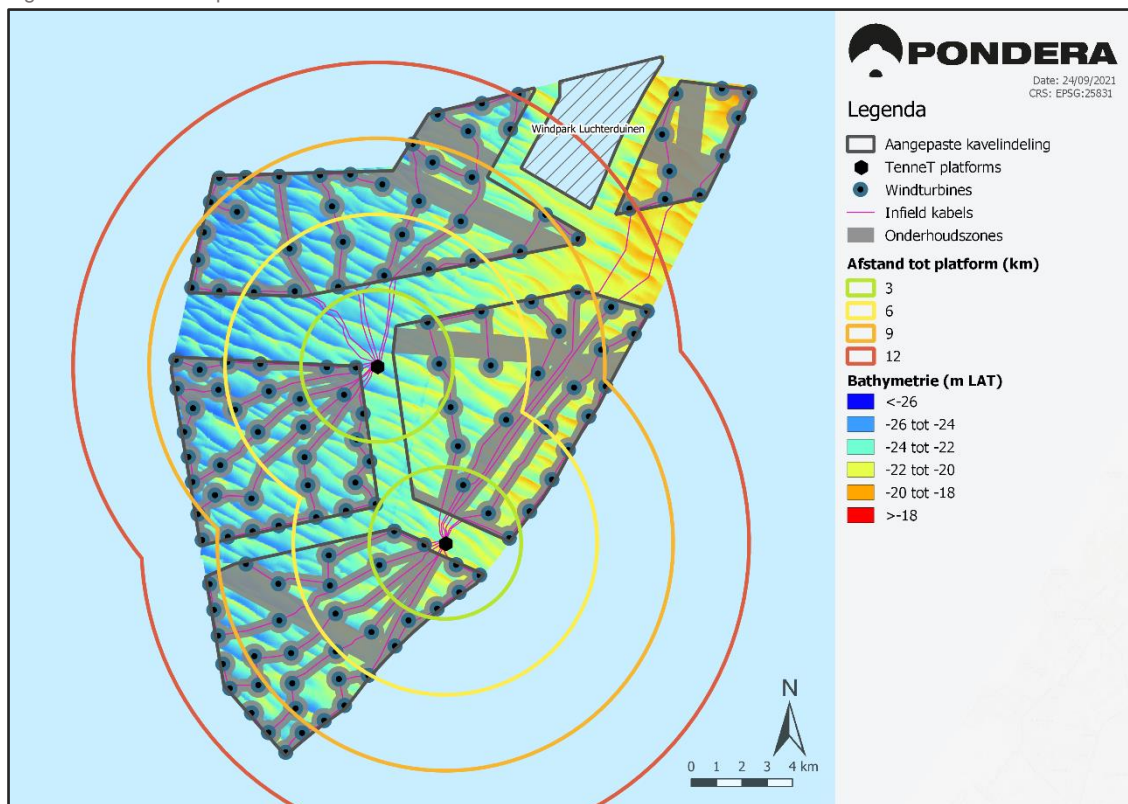 PONDERA
Date: 24/09/2021
CRS: EPSG:25831
Legenda
Aangepaste kavelindeling
TenneT platforms
Windturbines
Infield kabels
Onderhoudszones
Afstand tot platform (km)
3
6
9
12
Bathymetrie (m LAT)
<-26
-26 tot -24
-24 tot -22
-22 tot -20
-20 tot -18
>-18
Windpark Luchterduinen
N
0 1 2 3 4 km